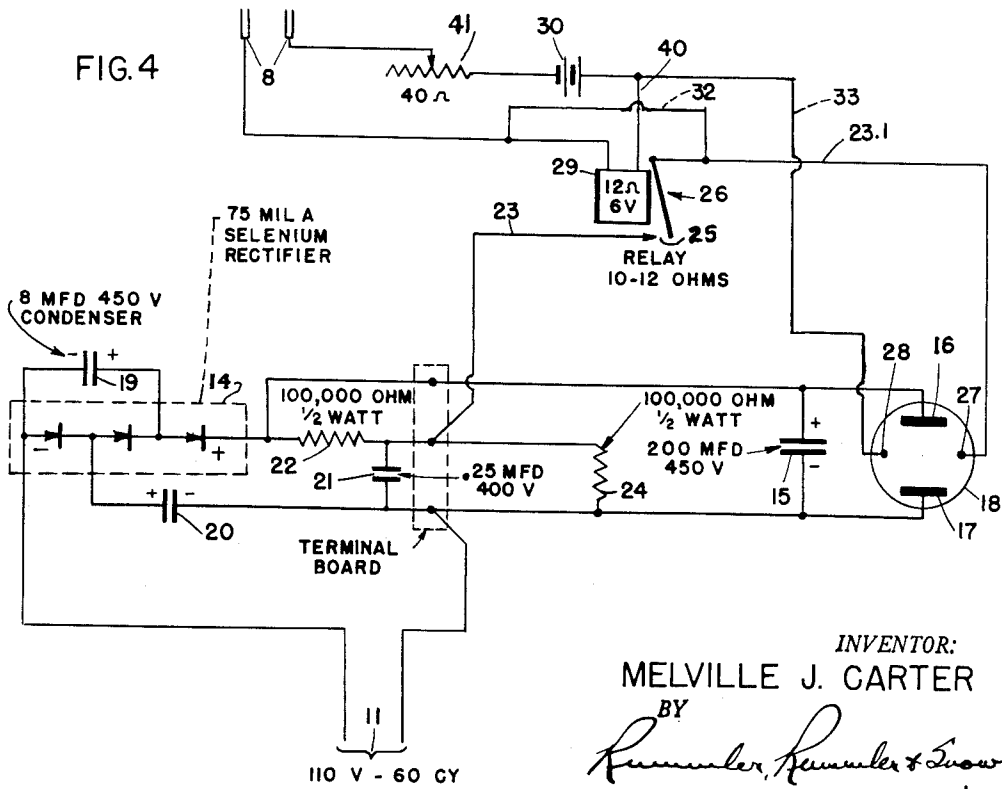 FIG. 4
8
41
30
40
40 Ω
32
33
23.1
29
12Ω
6V
26
23
25
RELAY
10-12 OHMS
75 MIL A
SELENIUM
RECTIFIER
8 MFD 450 V
CONDENSER
- +
19
14
100,000 OHM
1/2 WATT
22
- +
21
.25 MFD
400 V
100,000 OHM
1/2 WATT
24
200 MFD
450 V
+
-
15
28
16
27
18
17
+ -
20
TERMINAL
BOARD
11
110 V - 60 CY
INVENTOR:
MELVILLE J. CARTER
BY
Rummler, Rummler & Snow